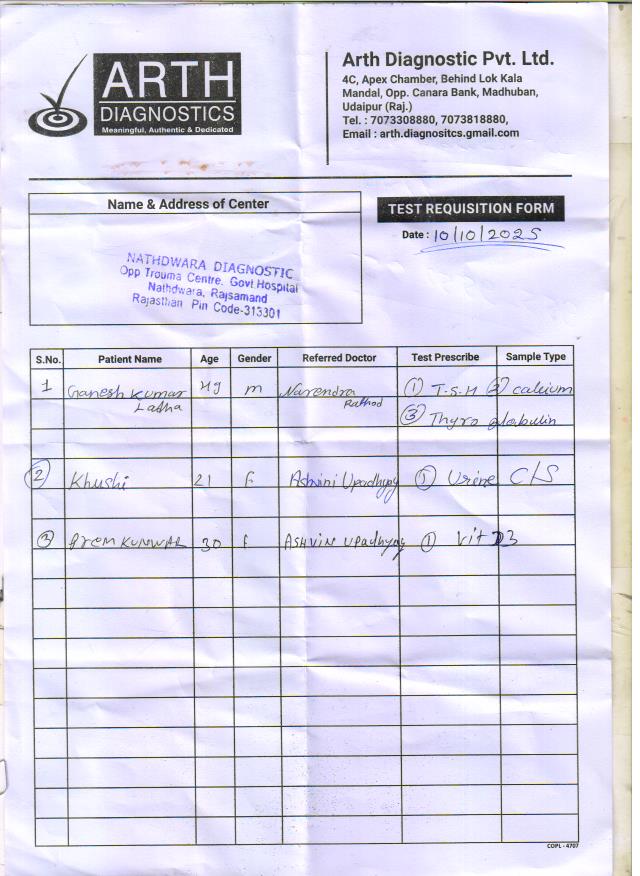 ARTH
DIAGNOSTICS
Meaningful, Authentic & Dedicated
Arth Diagnostic Pvt. Ltd.
4C, Apex Chamber, Behind Lok Kala
Mandal, Opp. Canara Bank, Madhuban,
Udaipur (Raj.)
Tel. : 7073308880, 7073818880,
Email : arth.diagnositcs.gmail.com
Name & Address of Center
NATHDWARA DIAGNOSTIC
Opp Trouma Centre, Govt Hospital
Nathdwara, Rajsamand
Rajasthan Pin Code-313301
TEST REQUISITION FORM
Date : 10/10/2025
S.No. Patient Name Age Gender Referred Doctor Test Prescribe Sample Type
1 Ganesh Kumar 49 m Narendra ① T.S.H ② calcium
Ladha Rathod ③ Thyro globulin
② Khushi 21 F Ashvini Upadhyay ① Urine C/S
③ Prem KUNWAR 30 F ASHVINI UPadhyay ① Vit D3
COPL - 4707